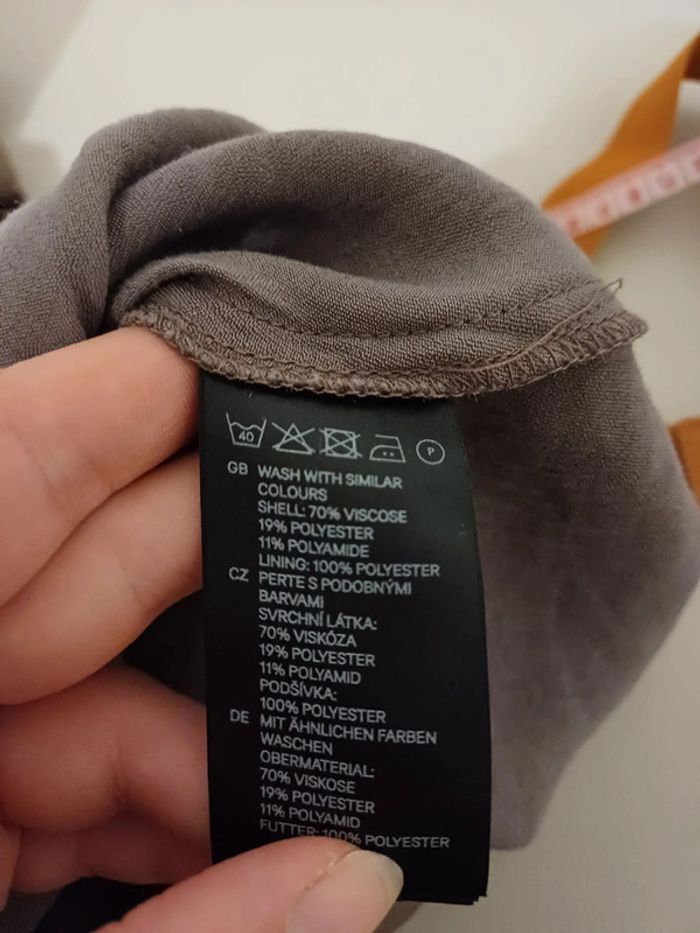 40 P
GB WASH WITH SIMILAR
COLOURS
SHELL: 70% VISCOSE
19% POLYESTER
11% POLYAMIDE
LINING: 100% POLYESTER
CZ PERTE S PODOBNÝMI
BARVAMI
SVRCHNÍ LÁTKA:
70% VISKÓZA
19% POLYESTER
11% POLYAMID
PODŠÍVKA:
100% POLYESTER
DE MIT ÄHNLICHEN FARBEN
WASCHEN
OBERMATERIAL:
70% VISKOSE
19% POLYESTER
11% POLYAMID
FUTTER: 100% POLYESTER